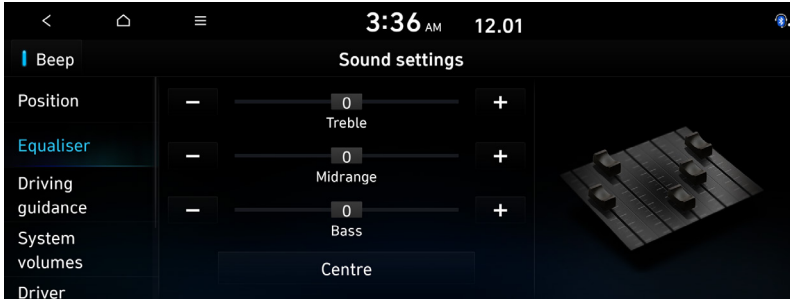 3:36 AM 12.01
Beep
Sound settings
Position
Equaliser
Driving
guidance
System
volumes
Driver
0
Treble
0
Midrange
0
Bass
Centre